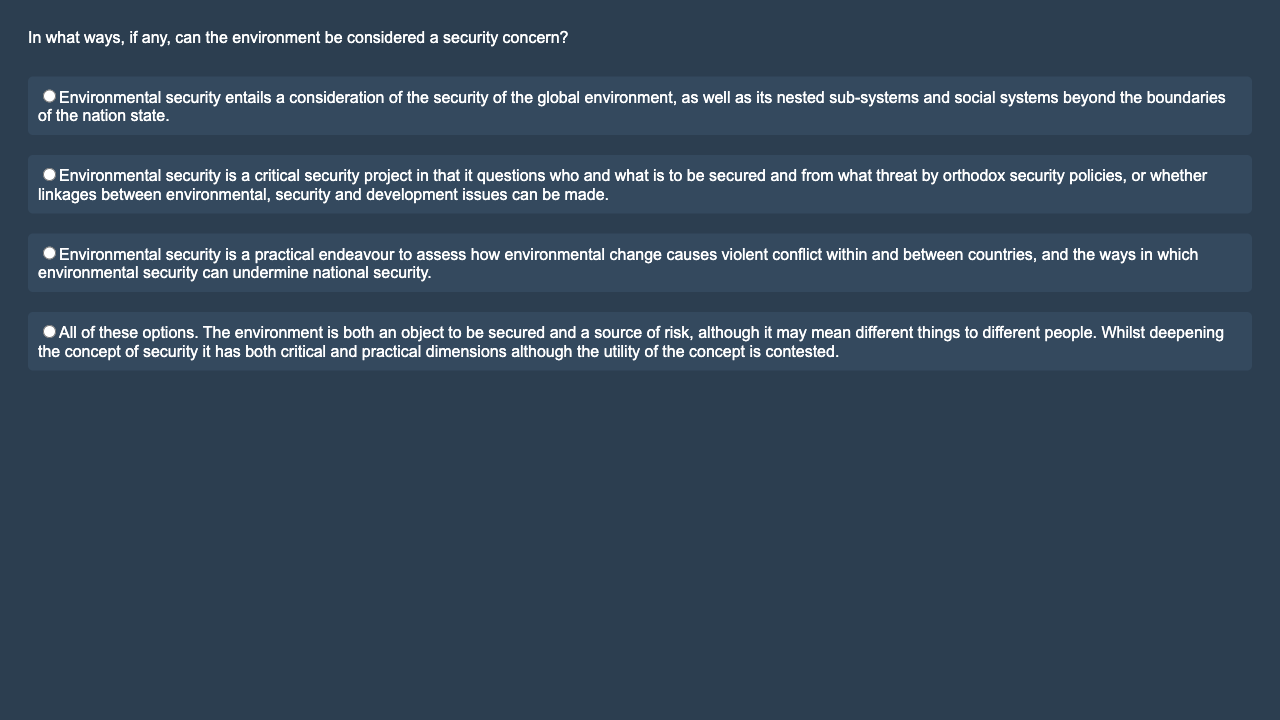 In what ways, if any, can the environment be considered a security concern?
Environmental security entails a consideration of the security of the global environment, as well as its nested sub-systems and social systems beyond the boundaries
of the nation state.
Environmental security is a critical security project in that it questions who and what is to be secured and from what threat by orthodox security policies, or whether
linkages between environmental, security and development issues can be made.
Environmental security is a practical endeavour to assess how environmental change causes violent conflict within and between countries, and the ways in which
environmental security can undermine national security.
All of these options. The environment is both an object to be secured and a source of risk, although it may mean different things to different people. Whilst deepening
the concept of security it has both critical and practical dimensions although the utility of the concept is contested.